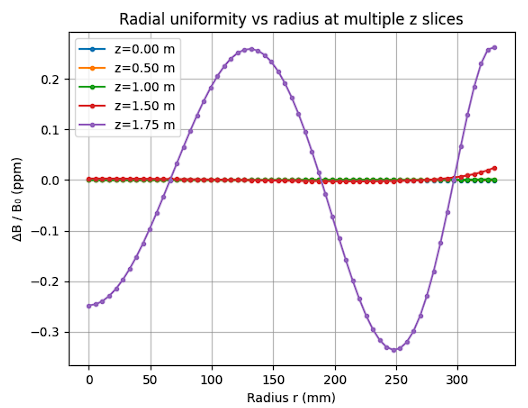 Radial uniformity vs radius at multiple z slices
z=0.00 m
z=0.50 m
z=1.00 m
z=1.50 m
z=1.75 m
ΔB / B₀ (ppm)
0.2
0.1
0.0
−0.1
−0.2
−0.3
0 50 100 150 200 250 300
Radius r (mm)